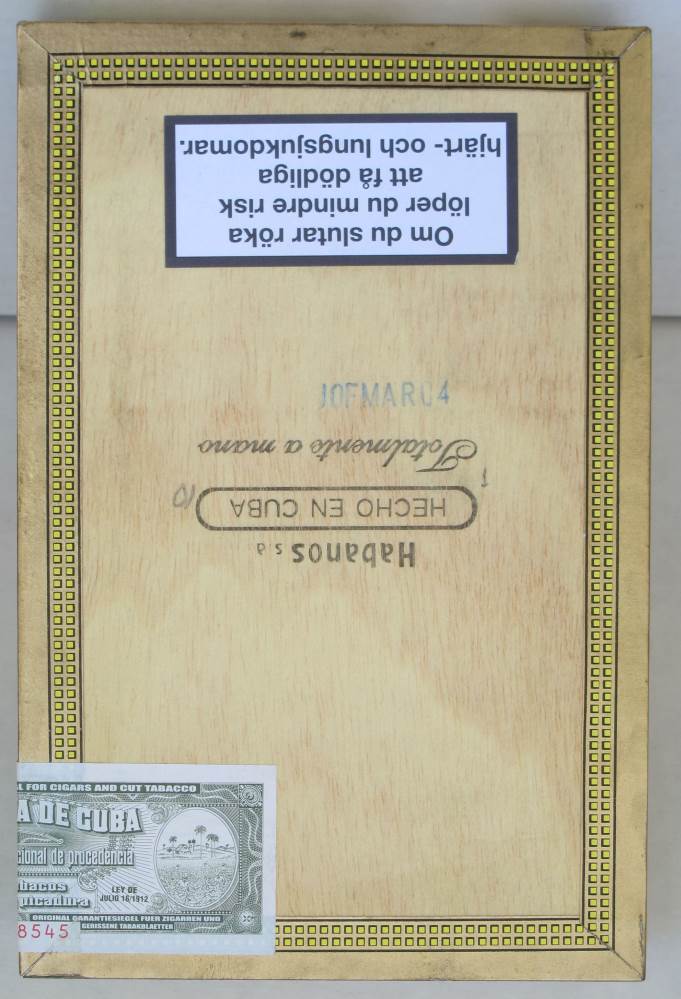 Om du slutar röka
löper du mindre risk
att få dödliga
hjärt- och lungsjukdomar.
Habanos s.a
HECHO EN CUBA
Totalmente a mano
MAR04
FOR CIGARS AND CUT TABACCO
A DE CUBA
cional de procedencia
bacos
picadura
LEY DE
JULIO 16/1912
ORIGINAL GARANTIESIEGEL FUER ZIGARREN UND
GERISSENE TABAKBLAETTER
8545